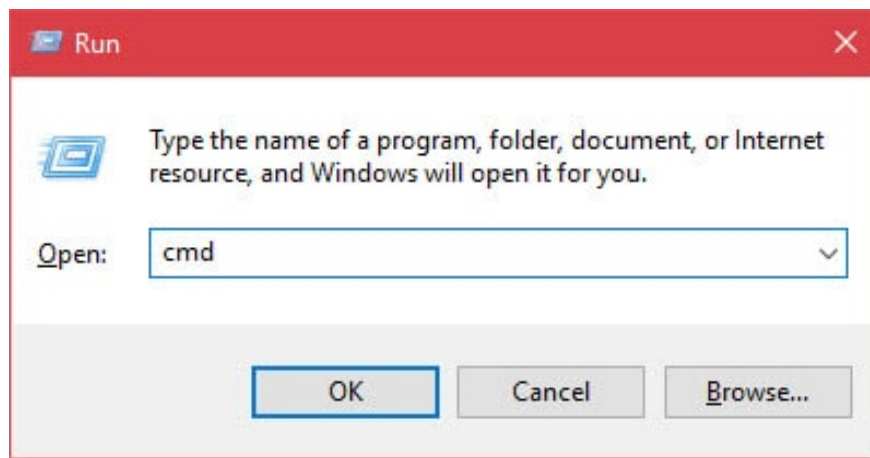 Run
Type the name of a program, folder, document, or Internet
resource, and Windows will open it for you.
Open: cmd
OK Cancel Browse...